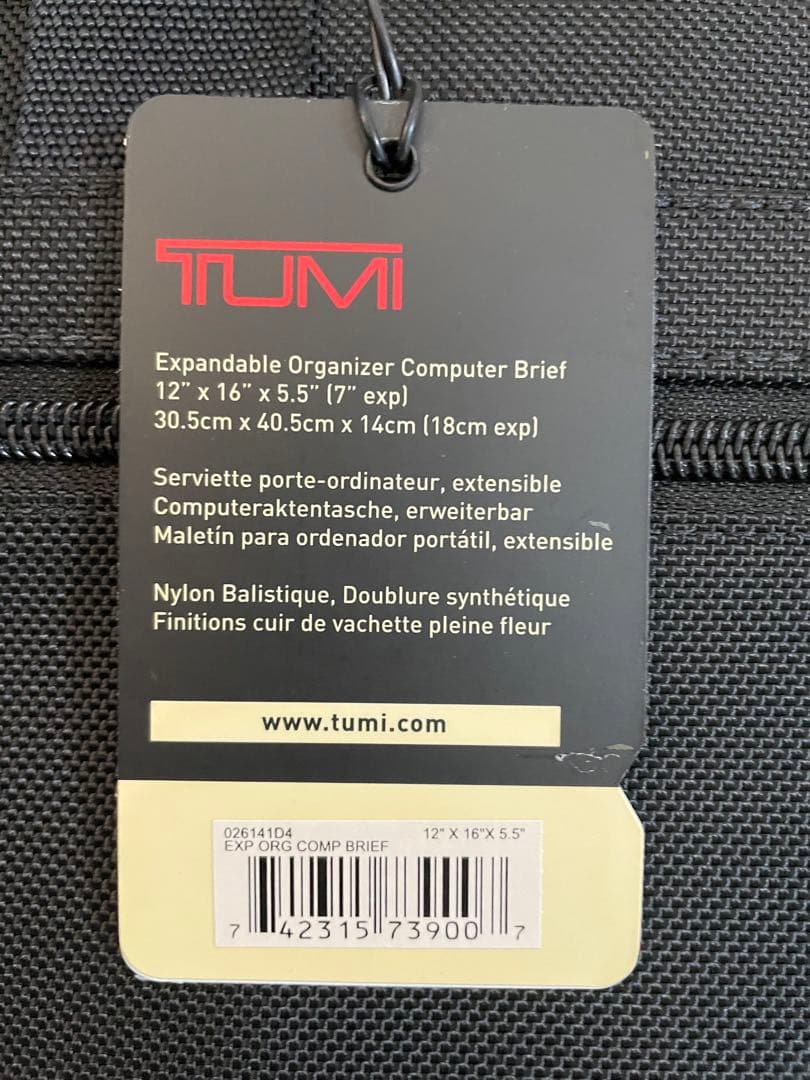 TUMI
Expandable Organizer Computer Brief
12” x 16” x 5.5” (7” exp)
30.5cm x 40.5cm x 14cm (18cm exp)
Serviette porte-ordinateur, extensible
Computeraktentasche, erweiterbar
Maletín para ordenador portátil, extensible
Nylon Balistique, Doublure synthétique
Finitions cuir de vachette pleine fleur
www.tumi.com
026141D4 12" X 16"X 5.5"
EXP ORG COMP BRIEF
7 42315 73900 7